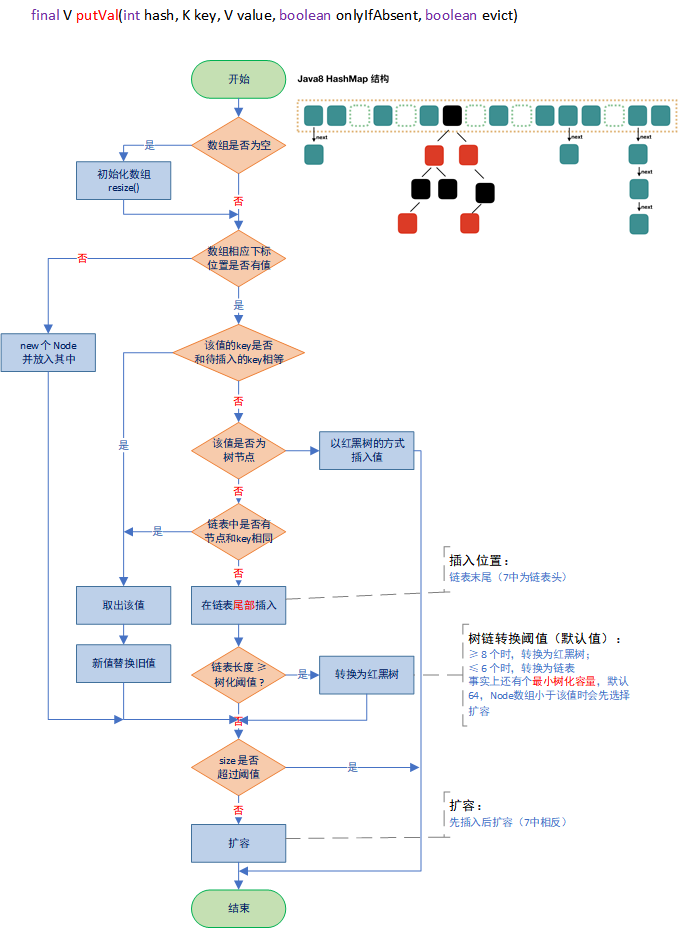 final V putVal(int hash, K key, V value, boolean onlyIfAbsent, boolean evict)
开始
Java8 HashMap 结构
next
next
next
next
next
数组是否为空
是
初始化数组
resize()
否
数组相应下标
位置是否有值
否
是
new个 Node
并放入其中
该值的key是否
和待插入的key相等
否
是
该值是否为
树节点
以红黑树的方式
插入值
否
链表中是否有
节点和key相同
是
否
插入位置：
链表末尾（7中为链表头）
取出该值
在链表尾部插入
树链转换阈值（默认值）：
≥ 8 个时，转换为红黑树；
≤ 6 个时，转换为链表
事实上还有个最小树化容量，默认
64，Node数组小于该值时会先选择
扩容
新值替换旧值
链表长度 ≥
树化阈值？
是
转换为红黑树
否
size 是否
超过阈值
是
否
扩容：
先插入后扩容（7中相反）
扩容
结束